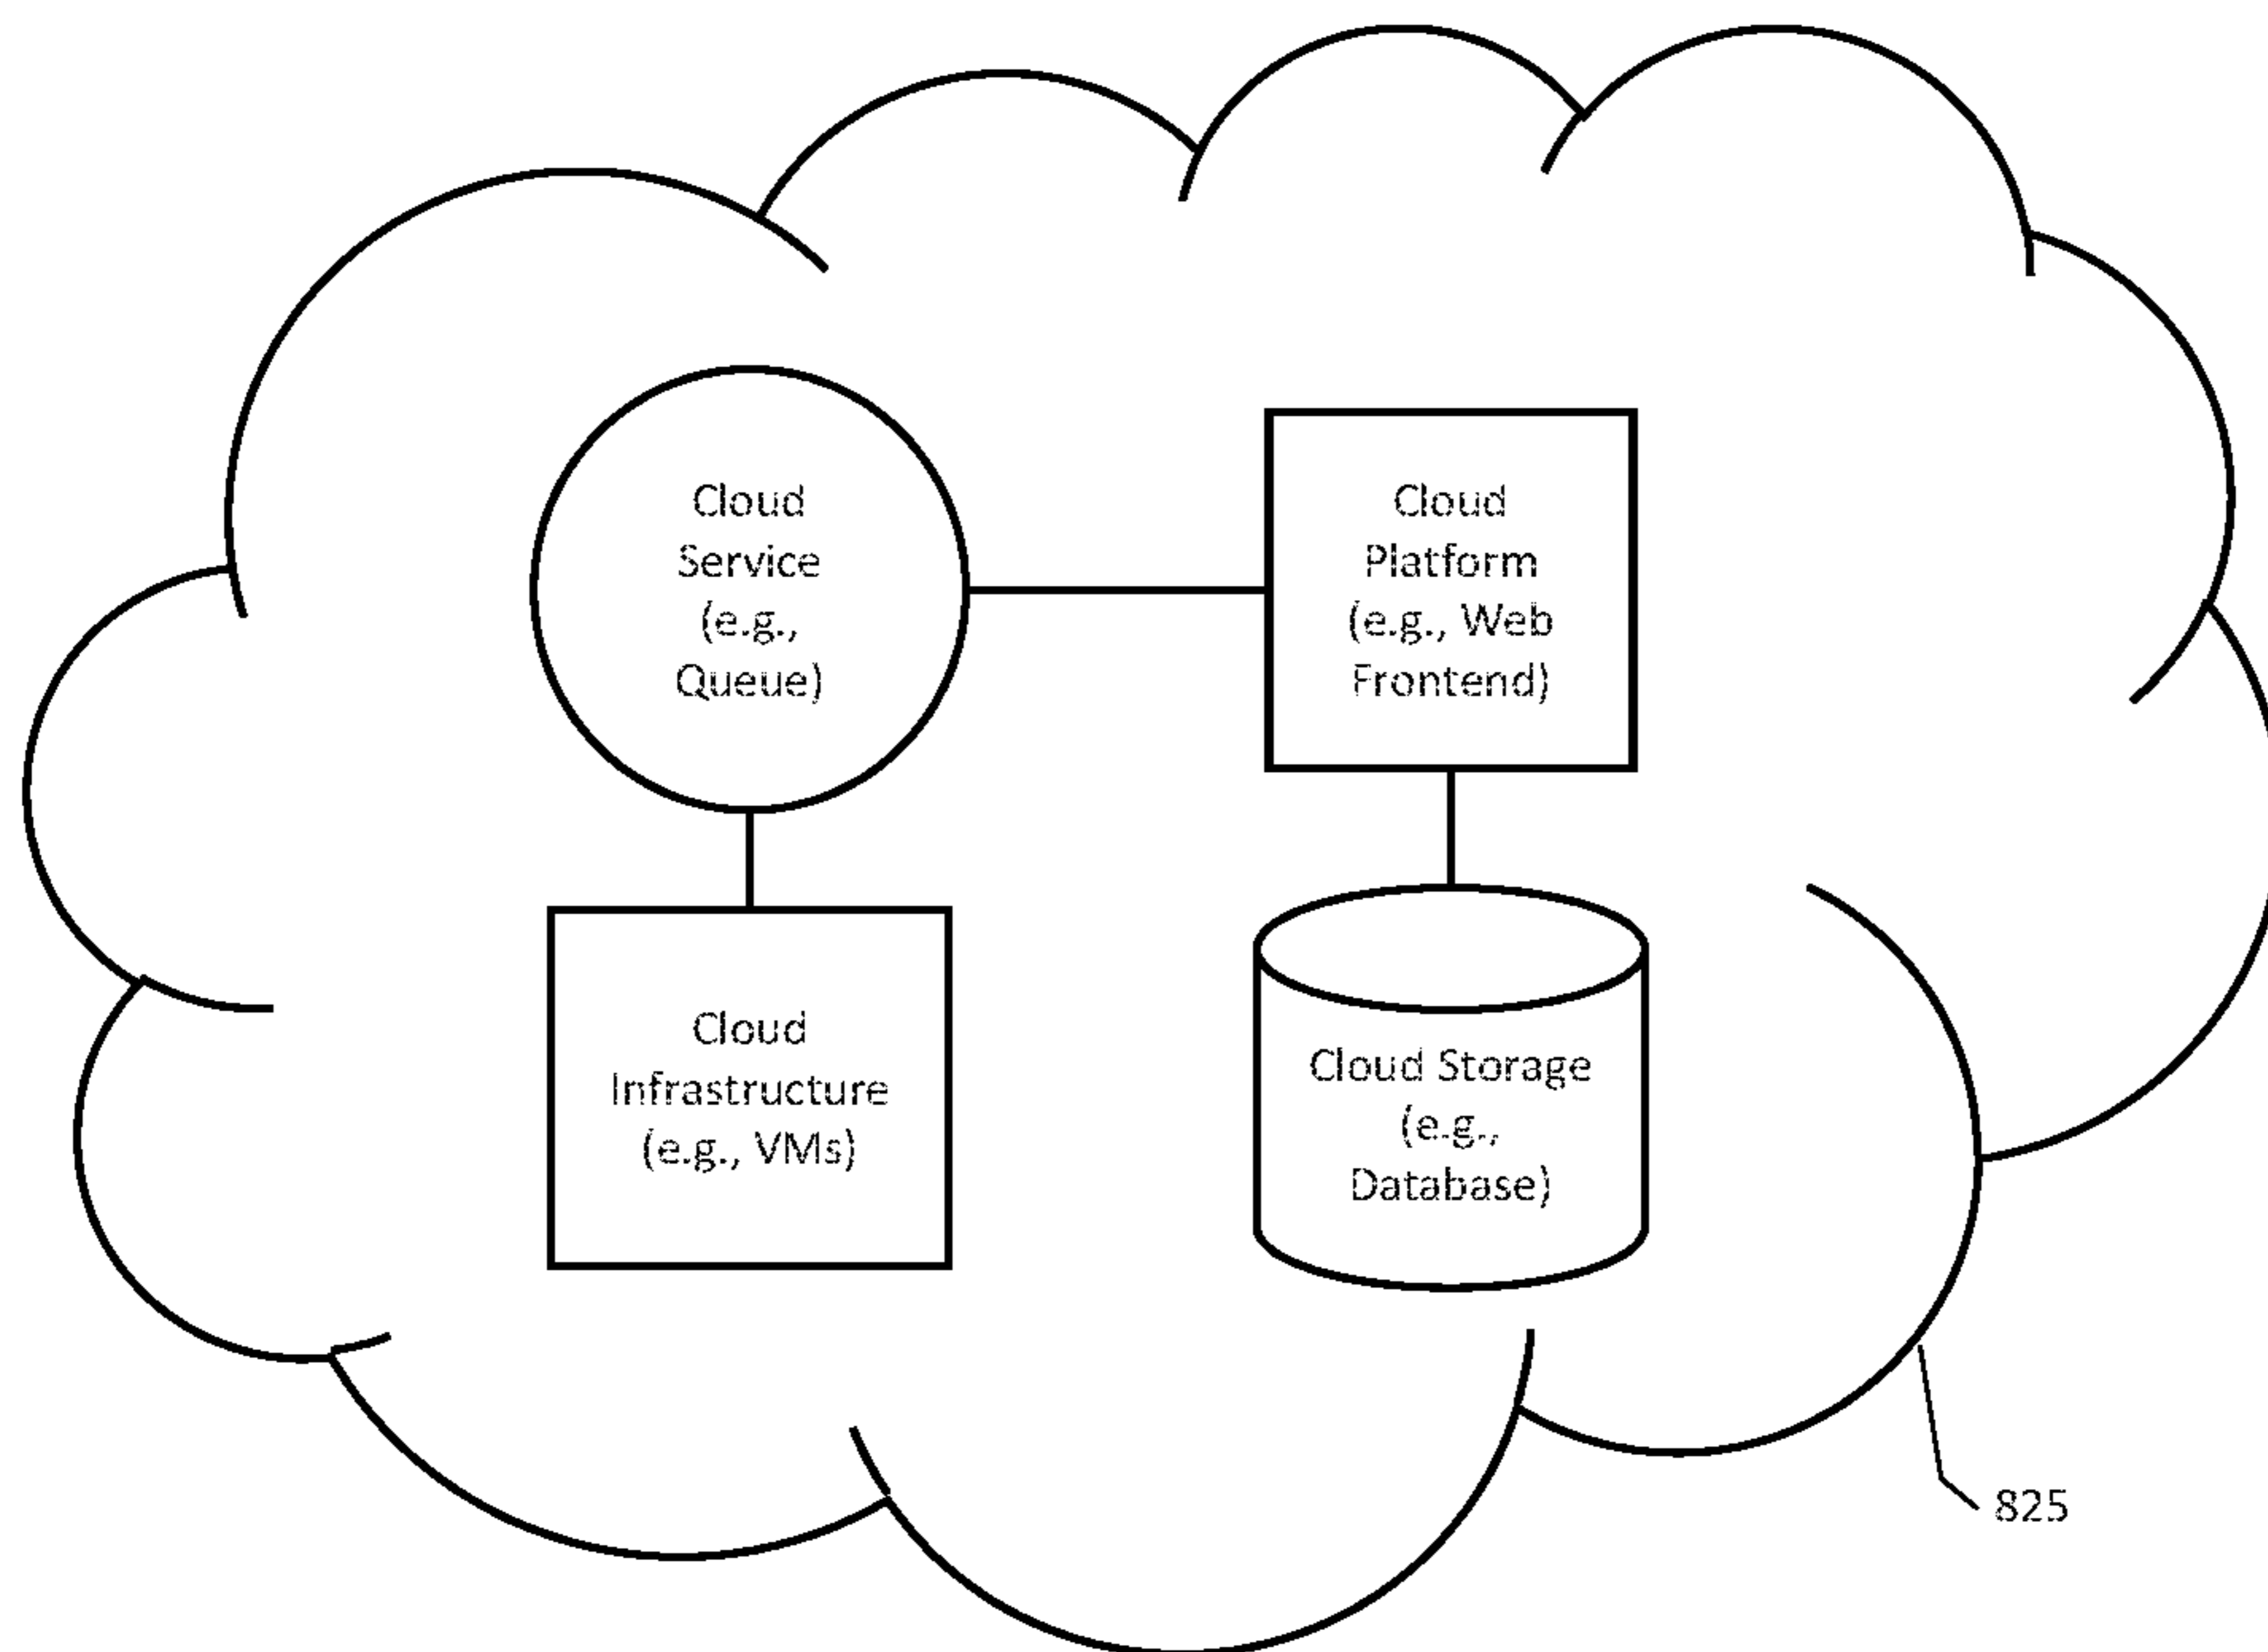 Cloud
Service
(e.g.,
Queue)
Cloud
Platform
(e.g., Web
Frontend)
Cloud
Infrastructure
(e.g., VMs)
Cloud Storage
(e.g.,
Database)
825